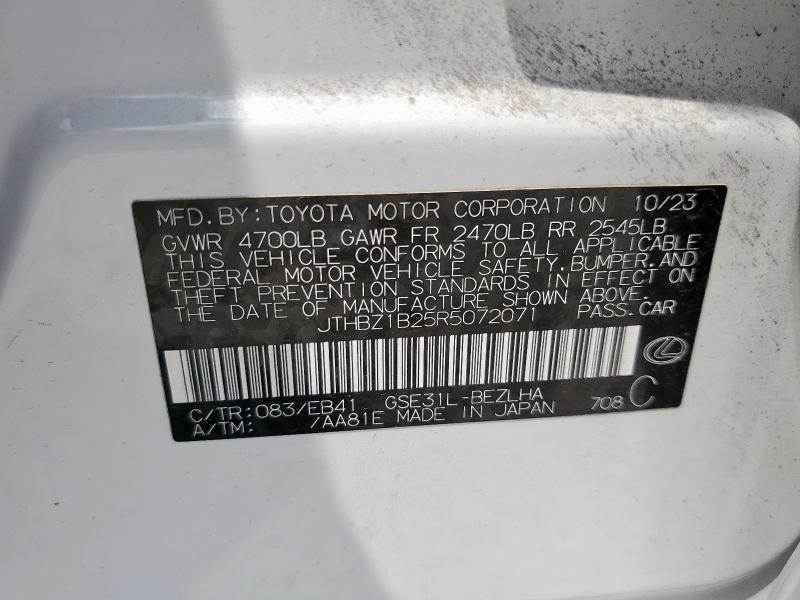 MFD. BY: TOYOTA MOTOR CORPORATION 10/23
GVWR 4700LB GAWR FR 2470LB RR 2545LB
THIS VEHICLE CONFORMS TO ALL APPLICABLE
FEDERAL MOTOR VEHICLE SAFETY, BUMPER, AND
THEFT PREVENTION STANDARDS IN EFFECT ON
THE DATE OF MANUFACTURE SHOWN ABOVE.
JTHBZ1B25R5072071 PASS. CAR
C/TR: 083/EB41 GSE31L-BEZLHA
A/TM: /AA81E MADE IN JAPAN 708 C